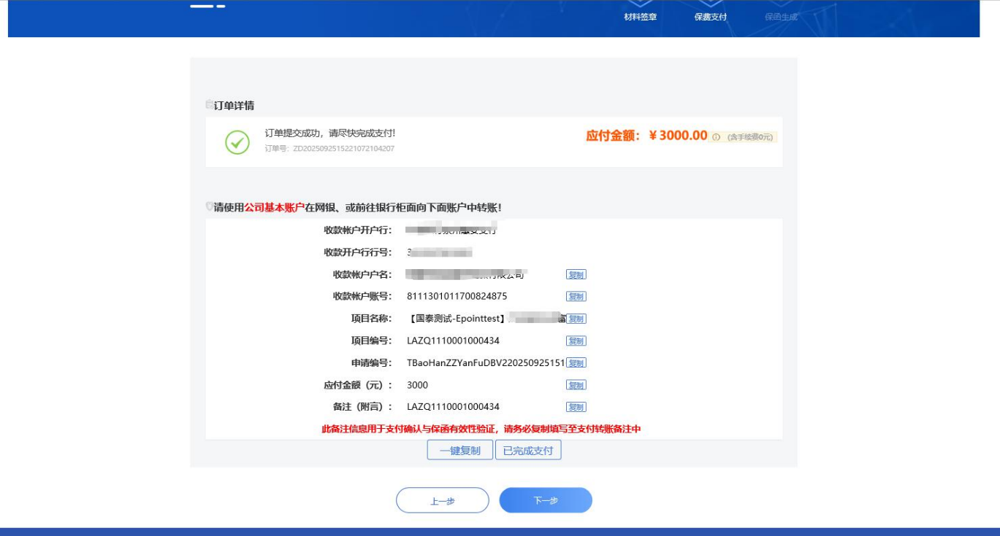 材料签章 保费支付 保函生成
订单详情
订单提交成功，请尽快完成支付! 应付金额：￥3000.00 (含手续费0元)
订单号：ZD2025092515221072104207
请使用公司基本账户在网银、或前往银行柜面向下面账户中转账！
收款帐户开户行：
收款开户行行号：3
收款帐户户名：有限公司 复制
收款帐户账号：8111301011700824875 复制
项目名称：【国泰测试-Epointtest】 富 复制
项目编号：LAZQ1110001000434 复制
申请编号：TBaoHanZZYanFuDBV220250925151 复制
应付金额（元）：3000 复制
备注（附言）：LAZQ1110001000434 复制
此备注信息用于支付确认与保函有效性验证，请务必复制填写至支付转账备注中
一键复制 已完成支付
上一步 下一步